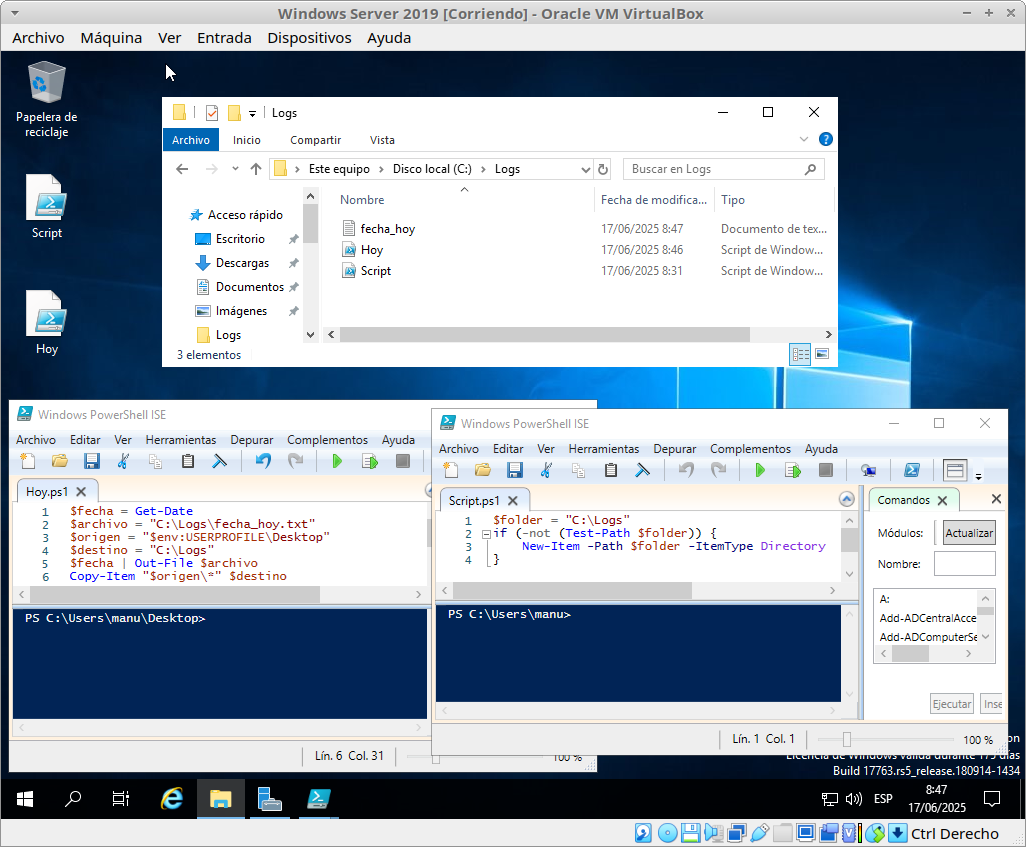 Windows Server 2019 [Corriendo] - Oracle VM VirtualBox
Archivo Máquina Ver Entrada Dispositivos Ayuda
Papelera de
reciclaje
Script
Hoy
Logs
Archivo Inicio Compartir Vista
Este equipo > Disco local (C:) > Logs
Buscar en Logs
Nombre Fecha de modifica... Tipo
Acceso rápido
Escritorio
Descargas
Documentos
Imágenes
Logs
fecha_hoy 17/06/2025 8:47 Documento de tex...
Hoy 17/06/2025 8:46 Script de Window...
Script 17/06/2025 8:31 Script de Window...
3 elementos
Windows PowerShell ISE
Archivo Editar Ver Herramientas Depurar Complementos Ayuda
Hoy.ps1
1 $fecha = Get-Date
2 $archivo = "C:\Logs\fecha_hoy.txt"
3 $origen = "$env:USERPROFILE\Desktop"
4 $destino = "C:\Logs"
5 $fecha | Out-File $archivo
6 Copy-Item "$origen\*" $destino
PS C:\Users\manu\Desktop>
Lín. 6 Col. 31
100 %
Windows PowerShell ISE
Archivo Editar Ver Herramientas Depurar Complementos Ayuda
Script.ps1
1 $folder = "C:\Logs"
2 if (-not (Test-Path $folder)) {
3 New-Item -Path $folder -ItemType Directory
4 }
PS C:\Users\manu>
Lín. 1 Col. 1
100 %
Comandos
Módulos: Actualizar
Nombre:
A:
Add-ADCentralAcce
Add-ADComputerSe
Ejecutar Inse
Licencia de Windows válida durante 179 días
Build 17763.rs5_release.180914-1434
ESP
8:47
17/06/2025
Ctrl Derecho